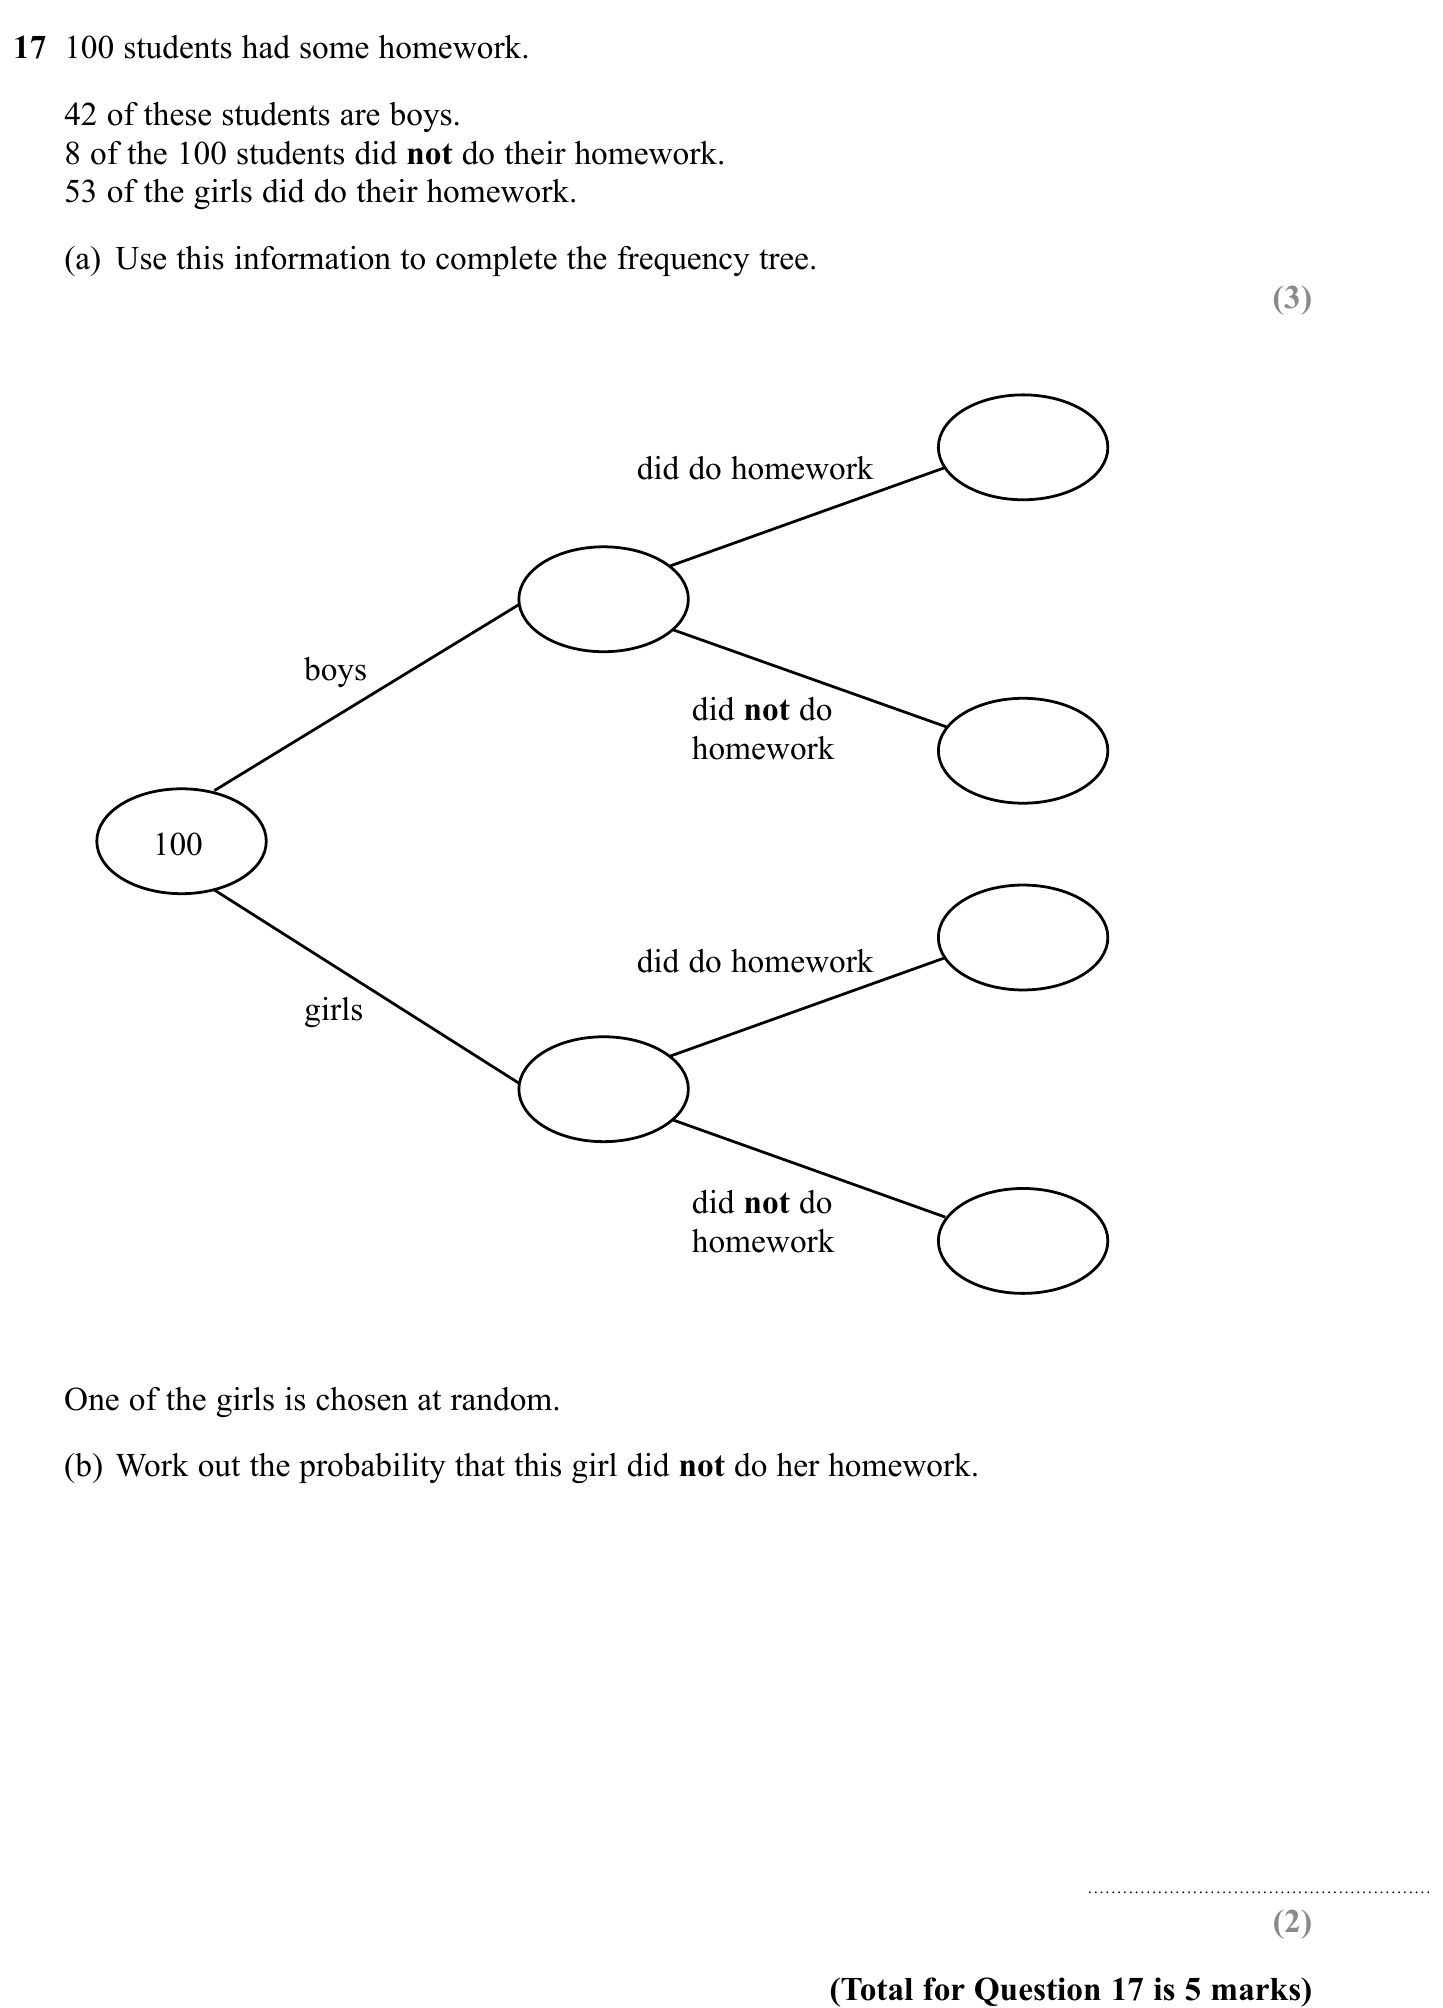 17 100 students had some homework.
42 of these students are boys.
8 of the 100 students did not do their homework.
53 of the girls did do their homework.
(a) Use this information to complete the frequency tree.
(3)
did do homework
boys
did not do
homework
100
did do homework
girls
did not do
homework
One of the girls is chosen at random.
(b) Work out the probability that this girl did not do her homework.
(2)
(Total for Question 17 is 5 marks)